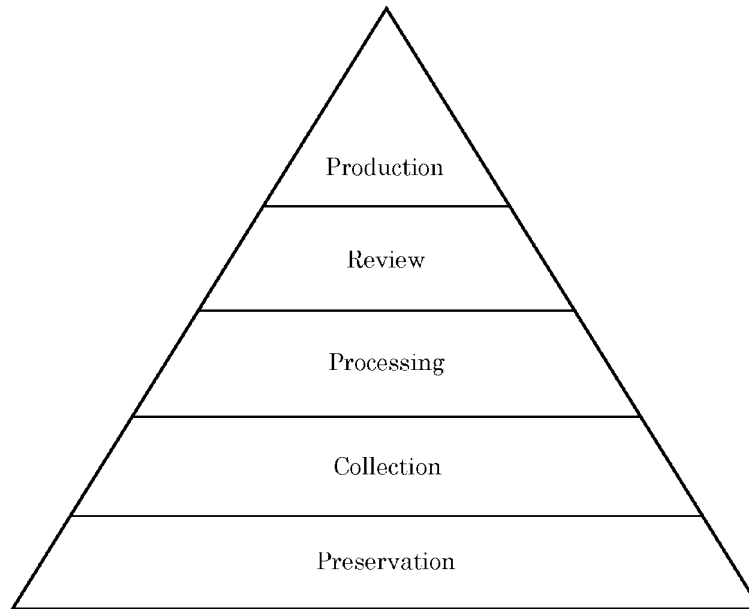 Production
Review
Processing
Collection
Preservation